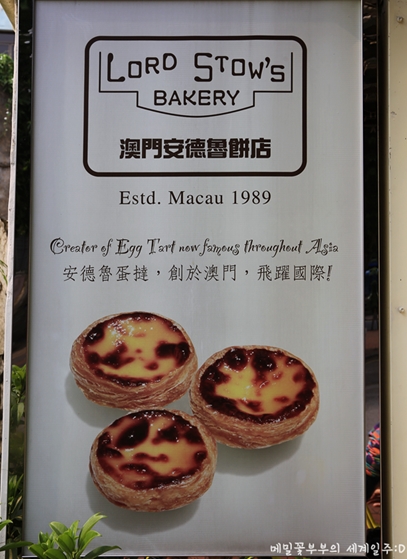 LORD STOW'S
BAKERY
澳門安德魯餅店
Estd. Macau 1989
Creator of Egg Tart now famous throughout Asia
安德魯蛋撻，創於澳門，飛躍國際!
메밀꽃부부의 세계일주:D